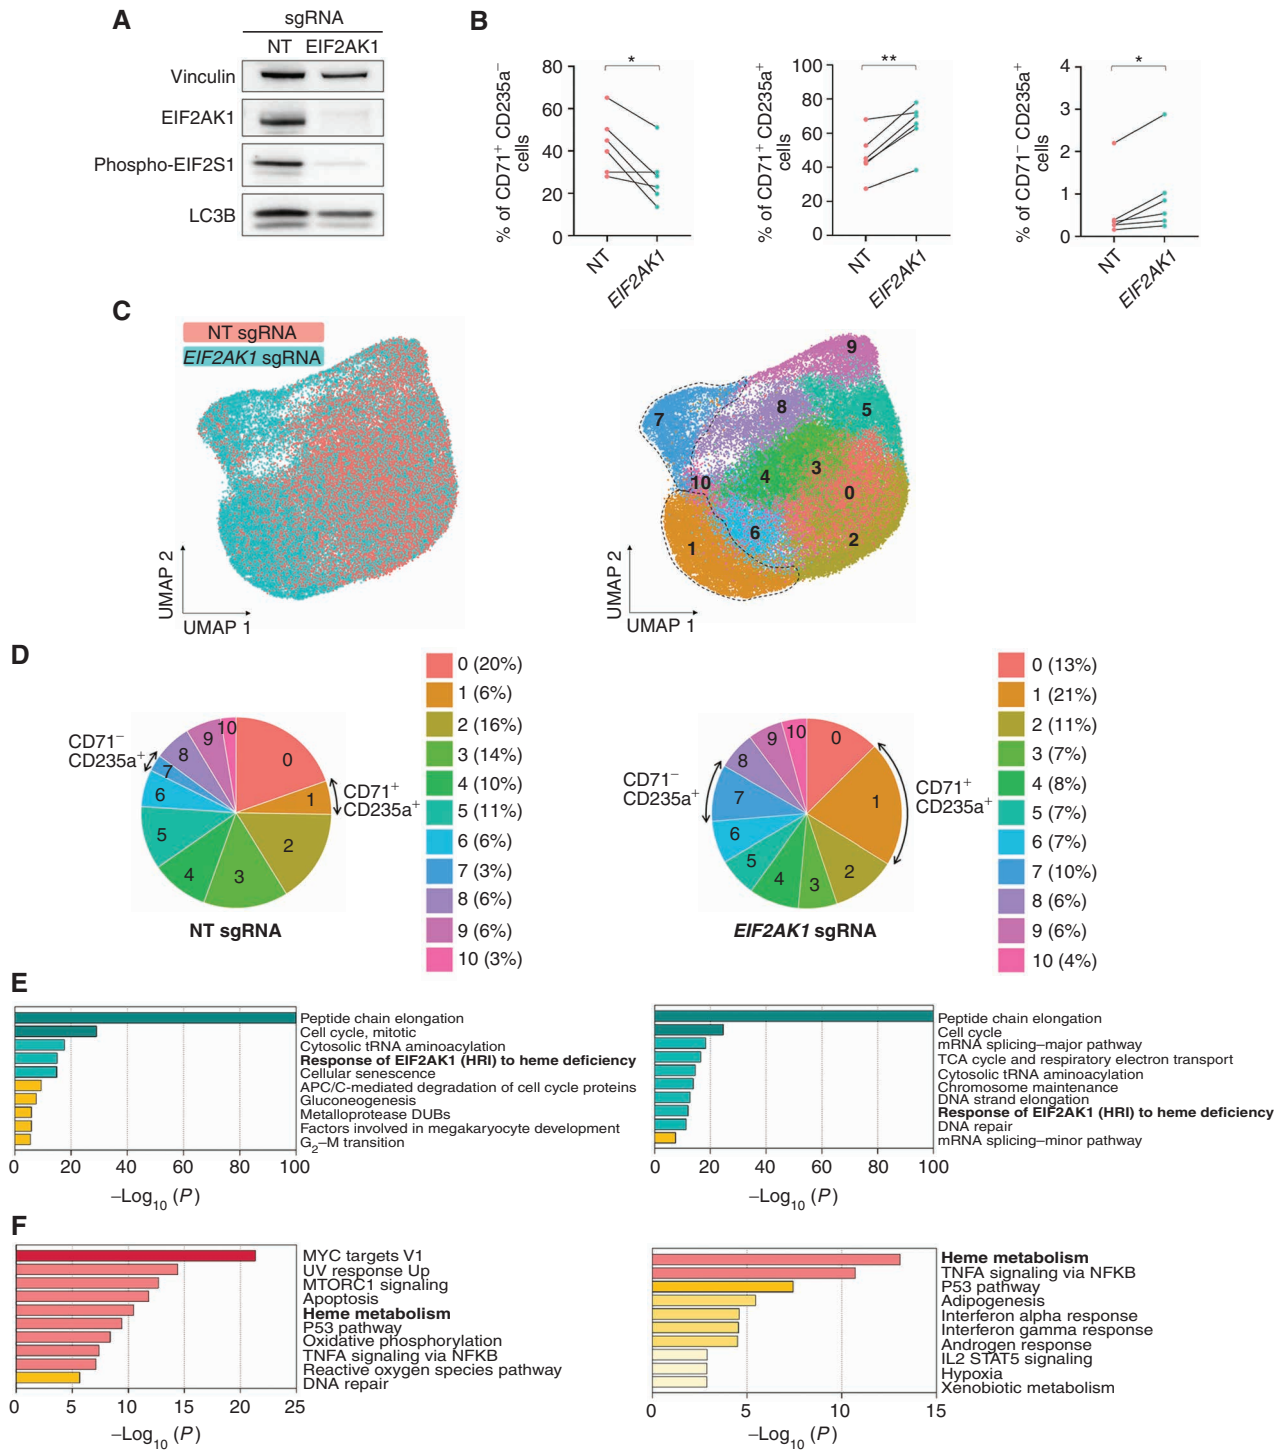 A
sgRNA
NT EIF2AK1
Vinculin
EIF2AK1
Phospho-EIF2S1
LC3B
B
% of CD71⁺ CD235a⁻
cells
80
60
40
20
0
*
NT
EIF2AK1
% of CD71⁺ CD235a⁺
cells
100
80
60
40
20
0
**
NT
EIF2AK1
% of CD71⁻ CD235a⁺
cells
4
3
2
1
0
*
NT
EIF2AK1
C
NT sgRNA
EIF2AK1 sgRNA
UMAP 2
UMAP 1
9
7
8
5
3
4
10
0
6
2
1
UMAP 2
UMAP 1
D
CD71⁻
CD235a⁺
10
9
8
7
6
5
4
3
2
1
0
CD71⁺
CD235a⁺
NT sgRNA
0 (20%)
1 (6%)
2 (16%)
3 (14%)
4 (10%)
5 (11%)
6 (6%)
7 (3%)
8 (6%)
9 (6%)
10 (3%)
CD71⁻
CD235a⁺
10
9
8
7
6
5
4
3
2
1
0
CD71⁺
CD235a⁺
EIF2AK1 sgRNA
0 (13%)
1 (21%)
2 (11%)
3 (7%)
4 (8%)
5 (7%)
6 (7%)
7 (10%)
8 (6%)
9 (6%)
10 (4%)
E
Peptide chain elongation
Cell cycle, mitotic
Cytosolic tRNA aminoacylation
Response of EIF2AK1 (HRI) to heme deficiency
Cellular senescence
APC/C-mediated degradation of cell cycle proteins
Gluconeogenesis
Metalloprotease DUBs
Factors involved in megakaryocyte development
G₂–M transition
0 20 40 60 80 100
–Log₁₀ (P)
Peptide chain elongation
Cell cycle
mRNA splicing–major pathway
TCA cycle and respiratory electron transport
Cytosolic tRNA aminoacylation
Chromosome maintenance
DNA strand elongation
Response of EIF2AK1 (HRI) to heme deficiency
DNA repair
mRNA splicing–minor pathway
0 20 40 60 80 100
–Log₁₀ (P)
F
MYC targets V1
UV response Up
MTORC1 signaling
Apoptosis
Heme metabolism
P53 pathway
Oxidative phosphorylation
TNFA signaling via NFKB
Reactive oxygen species pathway
DNA repair
0 5 10 15 20 25
–Log₁₀ (P)
Heme metabolism
TNFA signaling via NFKB
P53 pathway
Adipogenesis
Interferon alpha response
Interferon gamma response
Androgen response
IL2 STAT5 signaling
Hypoxia
Xenobiotic metabolism
0 5 10 15
–Log₁₀ (P)